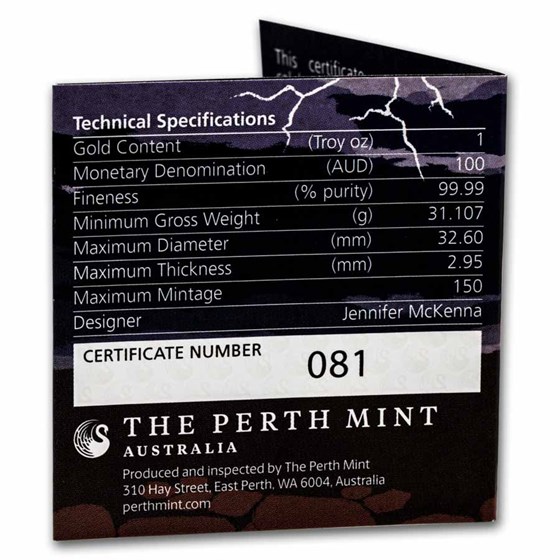 This certificate
Technical Specifications
Gold Content (Troy oz) 1
Monetary Denomination (AUD) 100
Fineness (% purity) 99.99
Minimum Gross Weight (g) 31.107
Maximum Diameter (mm) 32.60
Maximum Thickness (mm) 2.95
Maximum Mintage 150
Designer Jennifer McKenna
CERTIFICATE NUMBER 081
THE PERTH MINT
AUSTRALIA
Produced and inspected by The Perth Mint
310 Hay Street, East Perth, WA 6004, Australia
perthmint.com